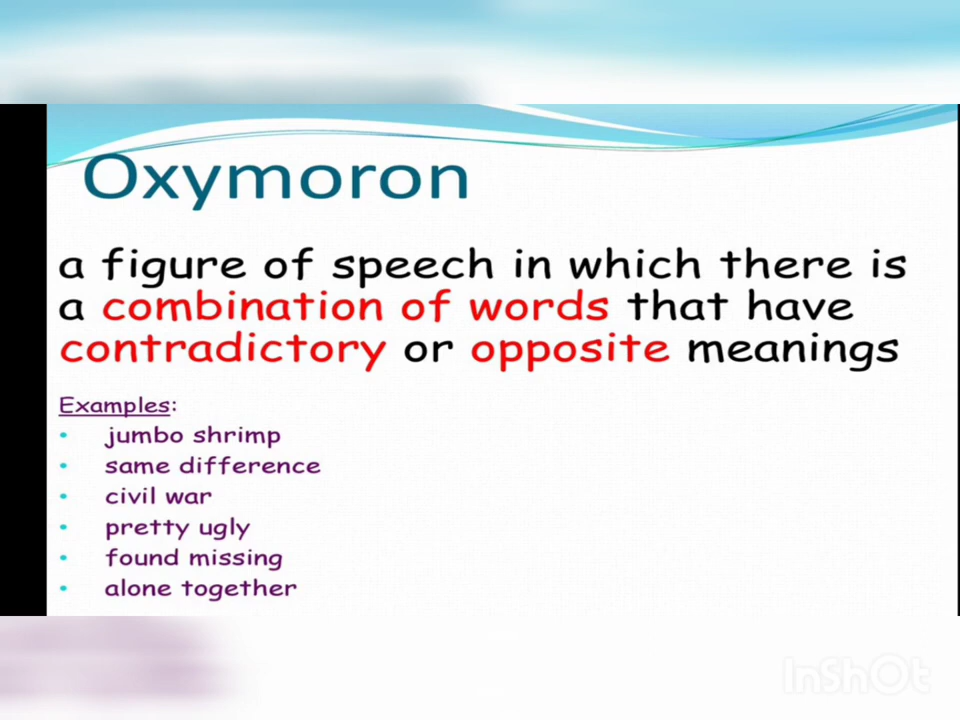 Oxymoron
a figure of speech in which there is
a combination of words that have
contradictory or opposite meanings
Examples:
• jumbo shrimp
• same difference
• civil war
• pretty ugly
• found missing
• alone together
InShOt